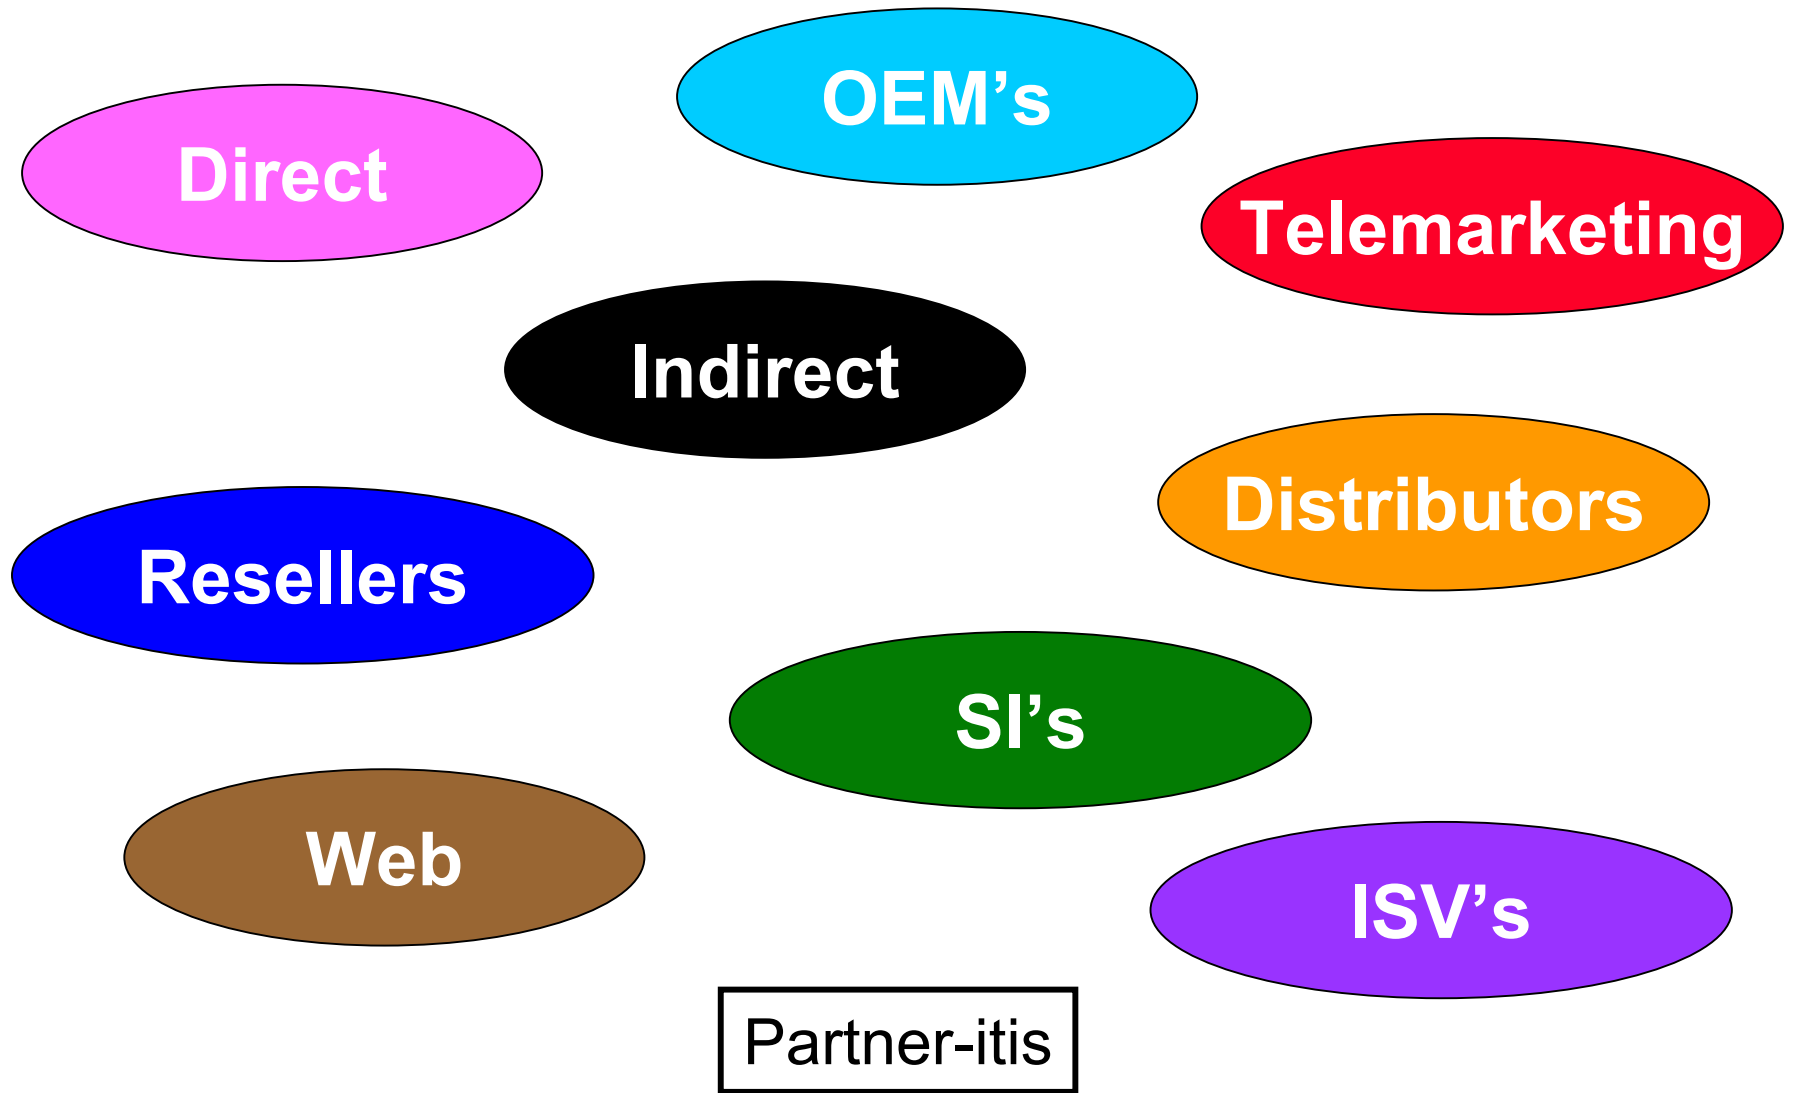 OEM’s
Direct
Telemarketing
Indirect
Distributors
Resellers
SI’s
Web
ISV’s
Partner-itis